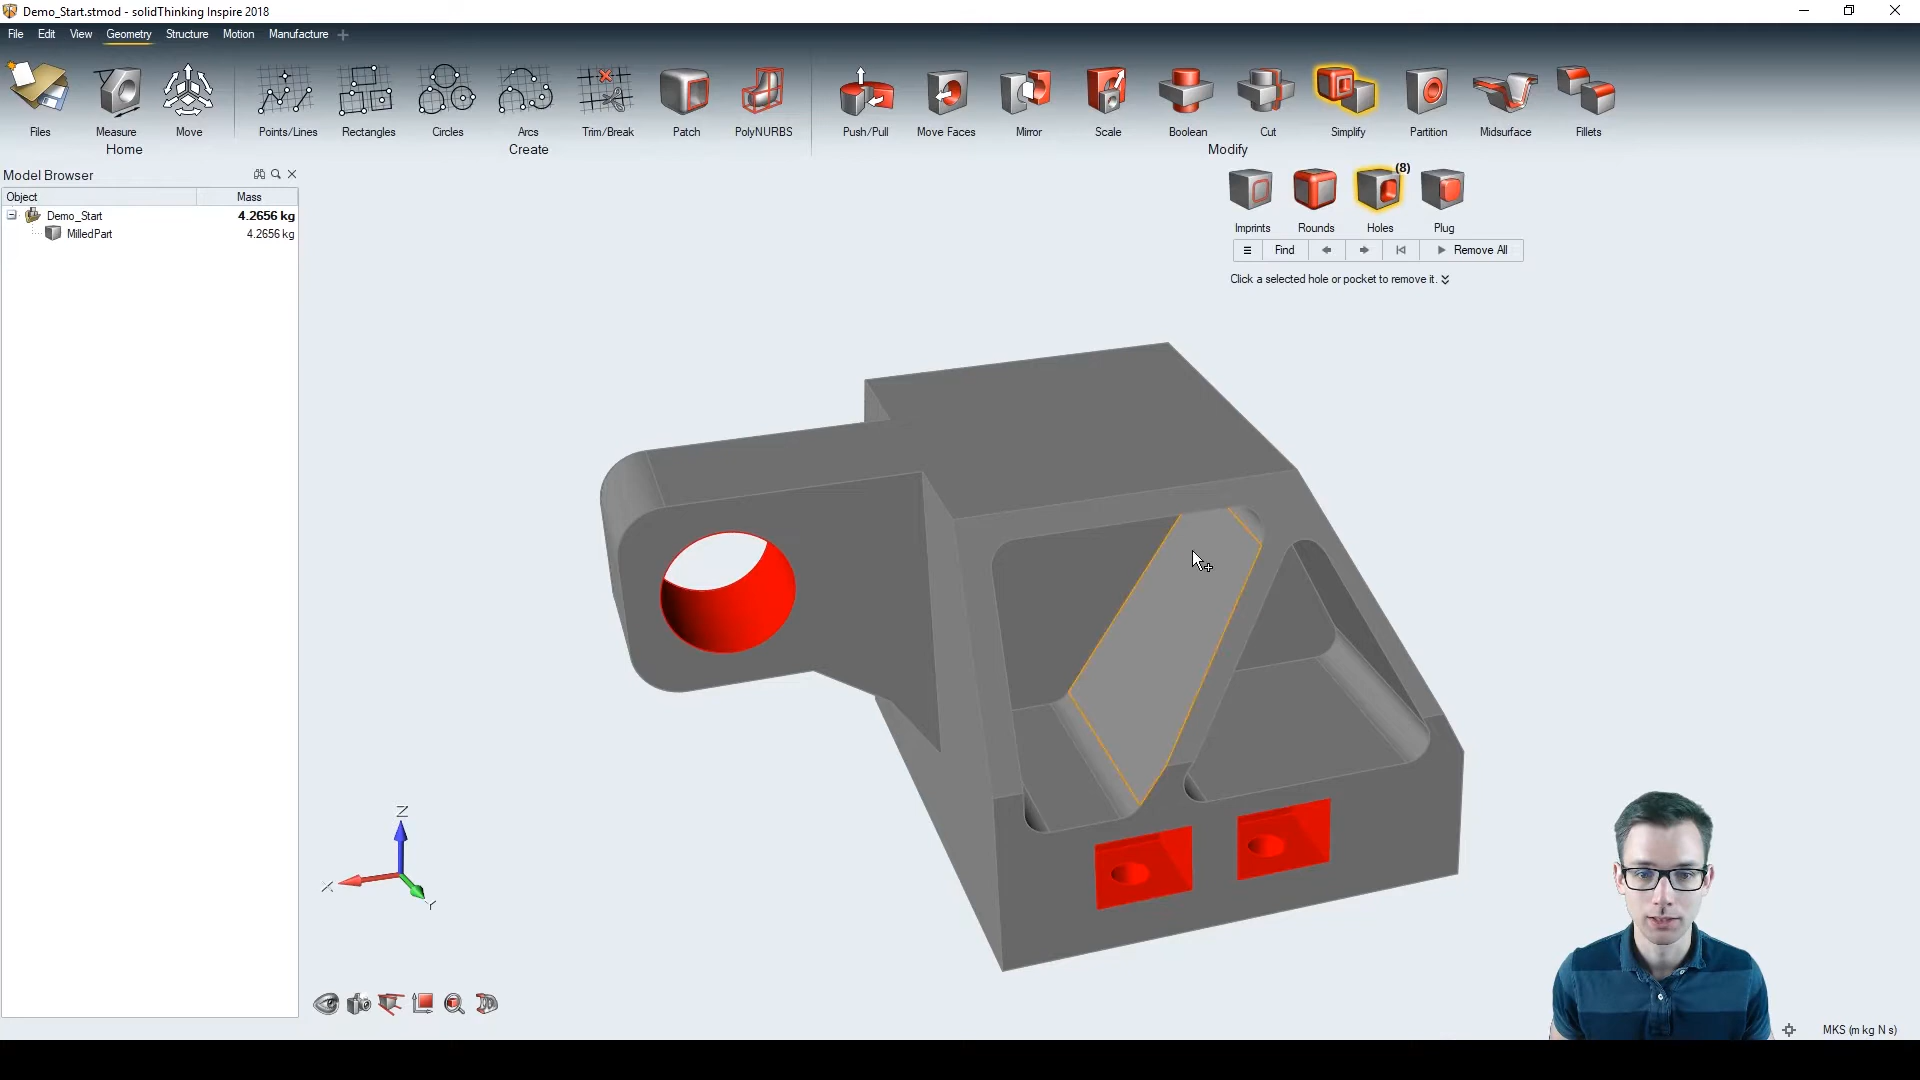 Demo_Start.stmod - solidThinking Inspire 2018
File Edit View Geometry Structure Motion Manufacture
Files Measure Move Points/Lines Rectangles Circles Arcs Trim/Break Patch PolyNURBS Push/Pull Move Faces Mirror Scale Boolean Cut Simplify Partition Midsurface Fillets
Home Create Modify
Model Browser
(8)
Object Mass
Demo_Start 4.2656 kg
MilledPart 4.2656 kg
Imprints Rounds Holes Plug
Find Remove All
Click a selected hole or pocket to remove it.
Z
X
Y
MKS (m kg N s)